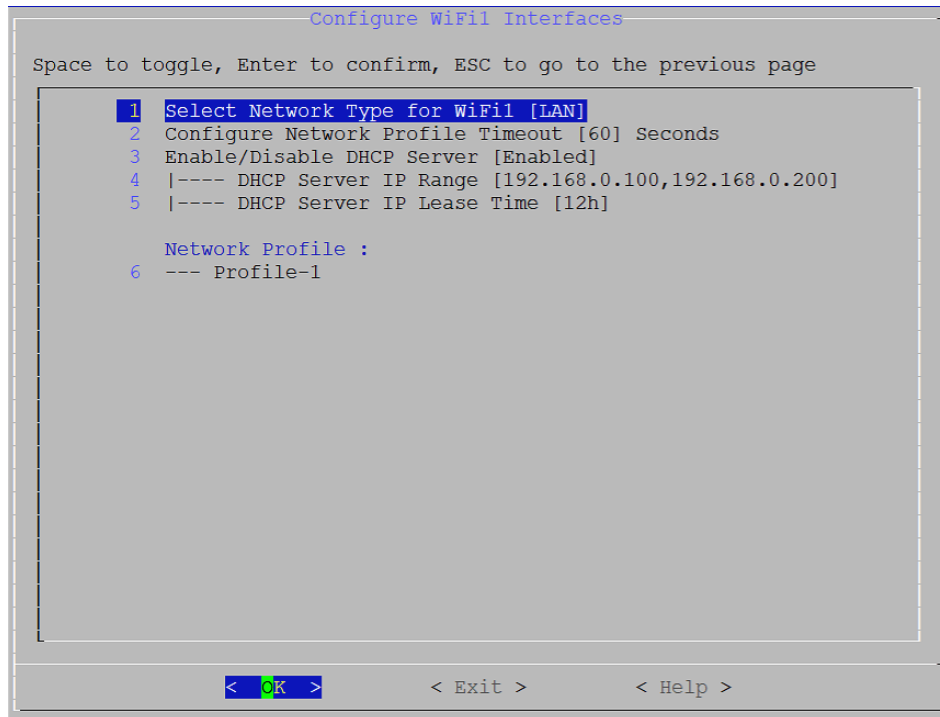 Configure WiFi1 Interfaces
Space to toggle, Enter to confirm, ESC to go to the previous page
1 Select Network Type for WiFi1 [LAN]
2 Configure Network Profile Timeout [60] Seconds
3 Enable/Disable DHCP Server [Enabled]
4 |---- DHCP Server IP Range [192.168.0.100,192.168.0.200]
5 |---- DHCP Server IP Lease Time [12h]
Network Profile :
6 --- Profile-1
< OK > < Exit > < Help >